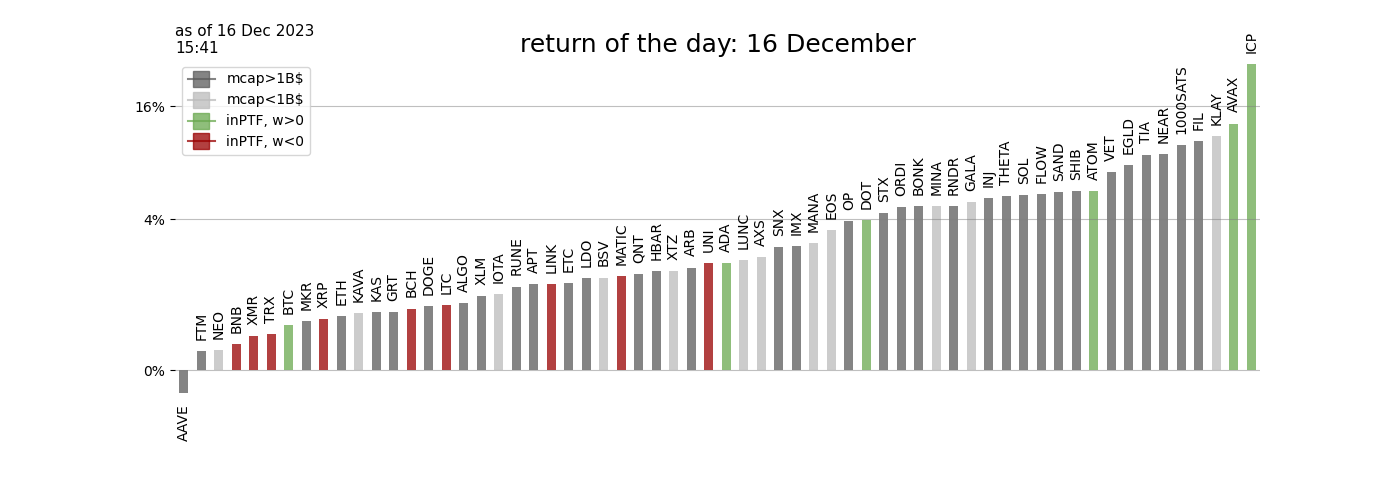 as of 16 Dec 2023
15:41
return of the day: 16 December
mcap>1B$
mcap<1B$
inPTF, w>0
inPTF, w<0
16%
4%
0%
AAVE
FTM
NEO
BNB
XMR
TRX
BTC
MKR
XRP
ETH
KAVA
KAS
GRT
BCH
DOGE
LTC
ALGO
XLM
IOTA
RUNE
APT
LINK
ETC
LDO
BSV
MATIC
QNT
HBAR
XTZ
ARB
UNI
ADA
LUNC
AXS
SNX
IMX
MANA
EOS
OP
DOT
STX
ORDI
BONK
MINA
RNDR
GALA
INJ
THETA
SOL
FLOW
SAND
SHIB
ATOM
VET
EGLD
TIA
NEAR
1000SATS
FIL
KLAY
AVAX
ICP